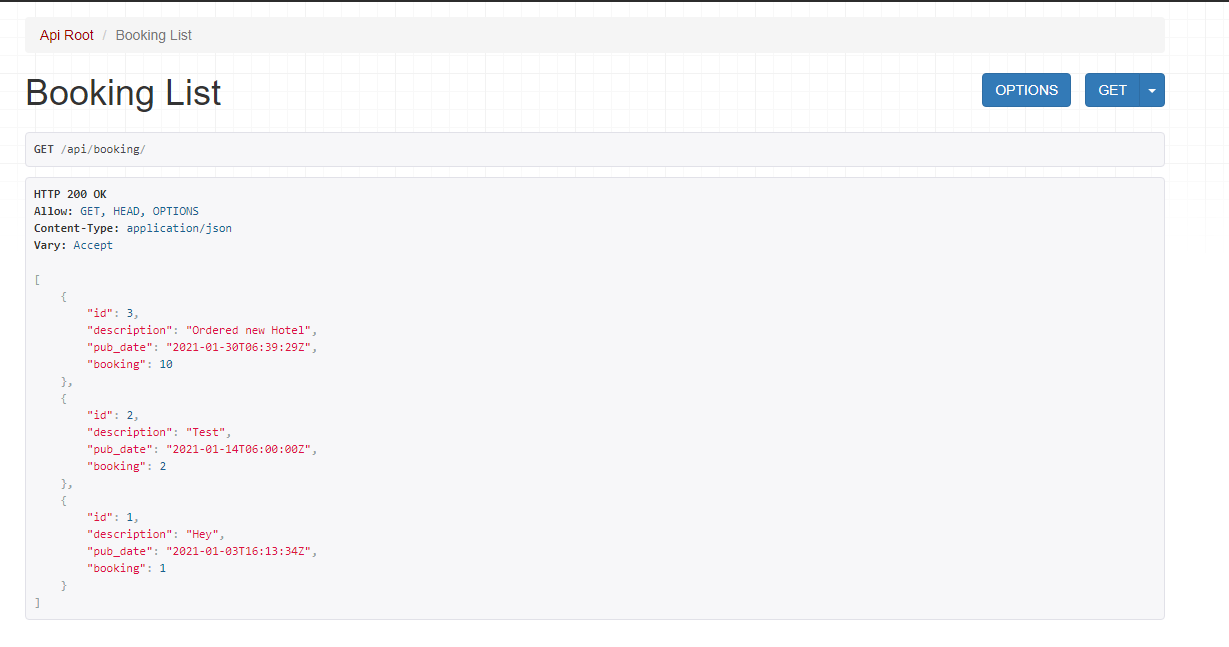 Api Root / Booking List
Booking List
OPTIONS
GET
GET /api/booking/
HTTP 200 OK
Allow: GET, HEAD, OPTIONS
Content-Type: application/json
Vary: Accept
[
    {
        "id": 3,
        "description": "Ordered new Hotel",
        "pub_date": "2021-01-30T06:39:29Z",
        "booking": 10
    },
    {
        "id": 2,
        "description": "Test",
        "pub_date": "2021-01-14T06:00:00Z",
        "booking": 2
    },
    {
        "id": 1,
        "description": "Hey",
        "pub_date": "2021-01-03T16:13:34Z",
        "booking": 1
    }
]